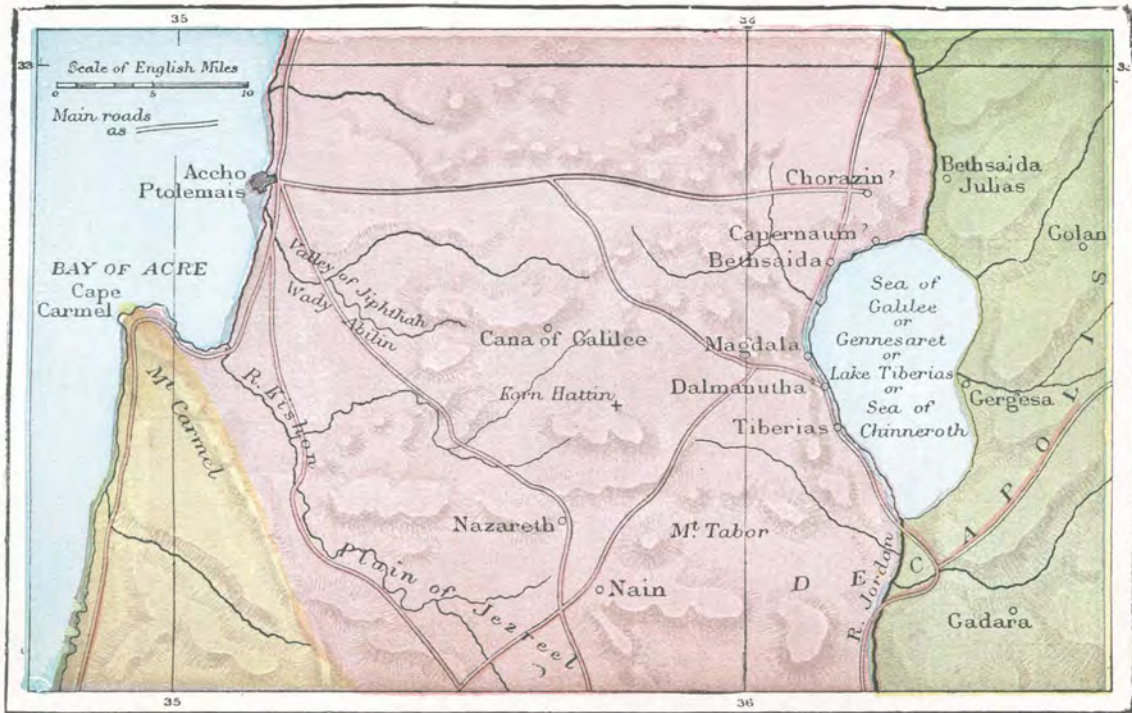 35
36
33
Scale of English Miles
0 5 10
Main roads
as
Accho
Ptolemais
Chorazin?
Bethsaida
Julias
Capernaum?
Bethsaida
Golan
BAY OF ACRE
Cape
Carmel
Valley of Jiphthah
Wady Abilin
Sea of
Galilee
or
Gennesaret
or
Lake Tiberias
or
Sea of
Chinneroth
Cana of Galilee
Magdala
Mt. Carmel
R. Kishon
Korn Hattin
Dalmanutha?
Gergesa
Tiberias
Nazareth
Mt. Tabor
Plain of Jezreel
Nain
DECAPOLIS
R. Jordan
Gadara
35
36